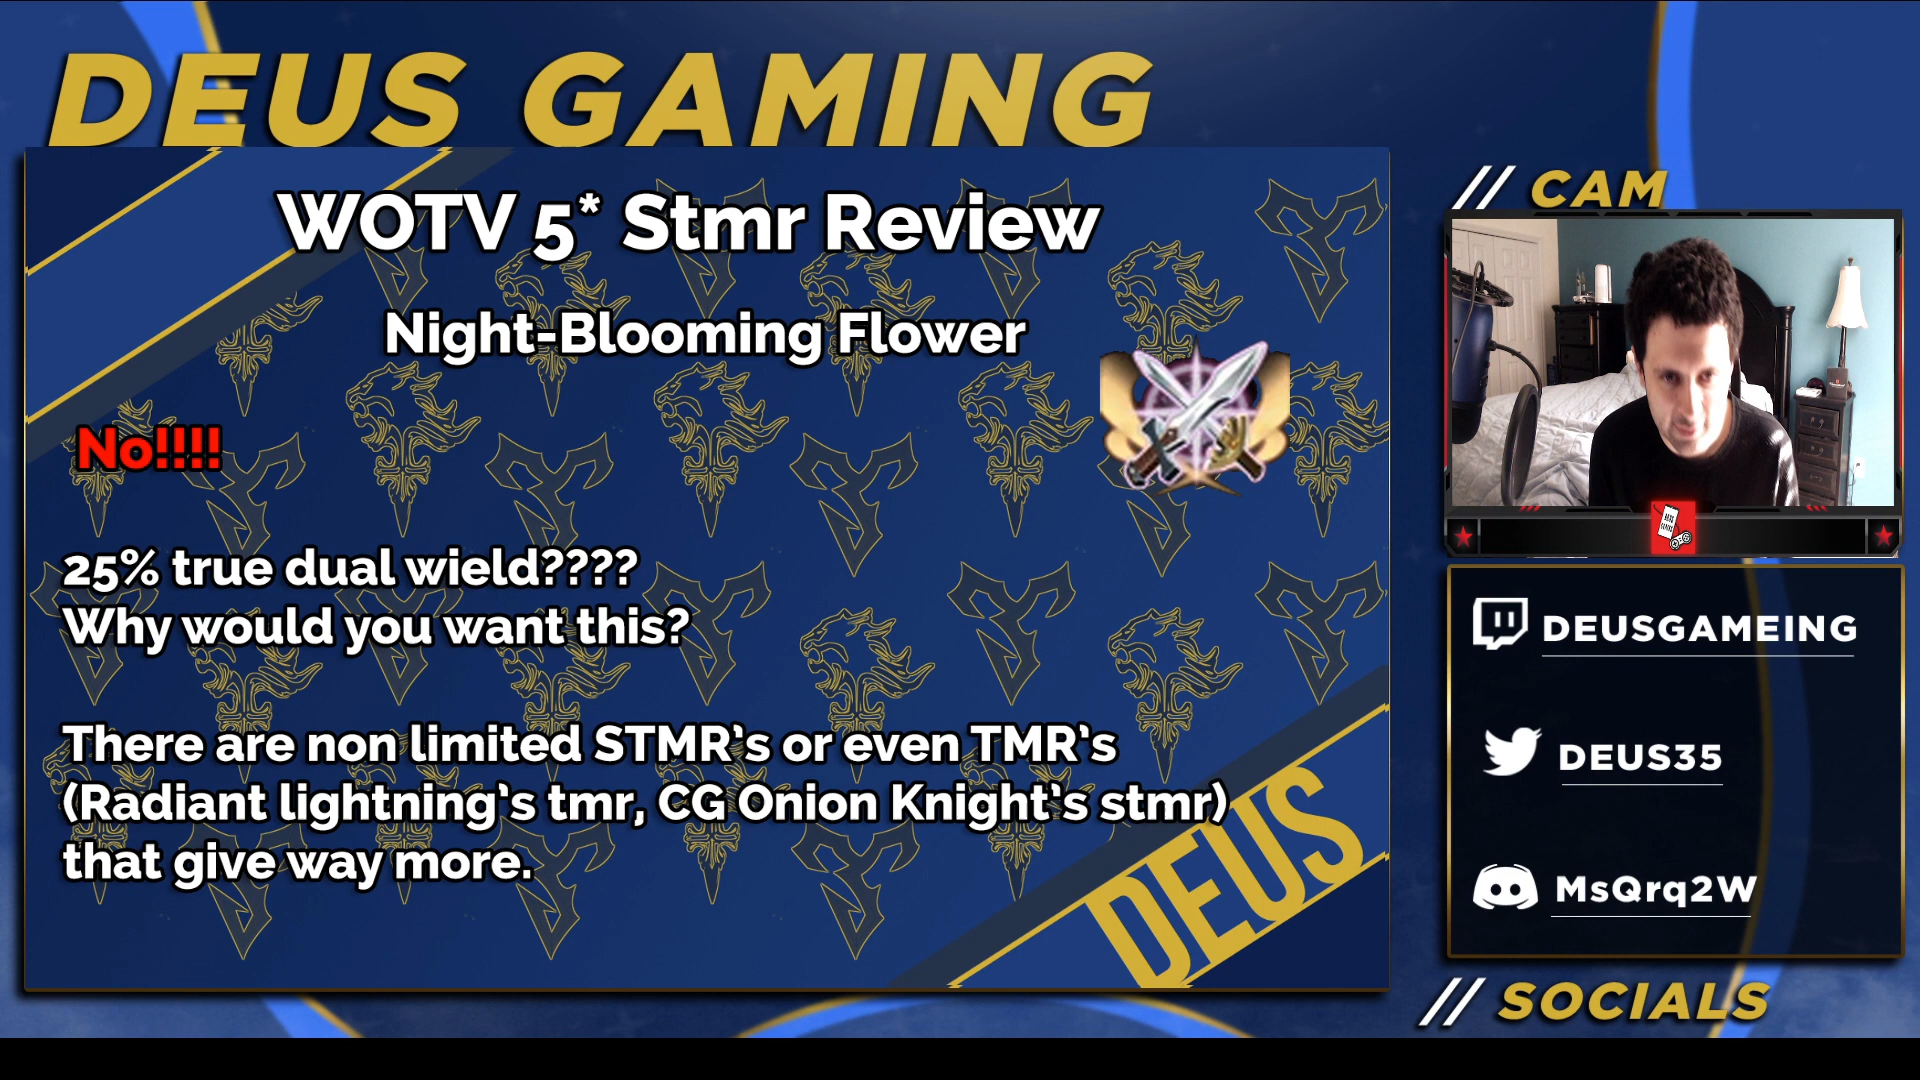 DEUS GAMING
WOTV 5* Stmr Review
Night-Blooming Flower
No!!!!
25% true dual wield????
Why would you want this?
There are non limited STMR's or even TMR's
(Radiant lightning's tmr, CG Onion Knight's stmr)
that give way more.
DEUS
// CAM
DEUSGAMEING
DEUS35
MsQrq2W
// SOCIALS